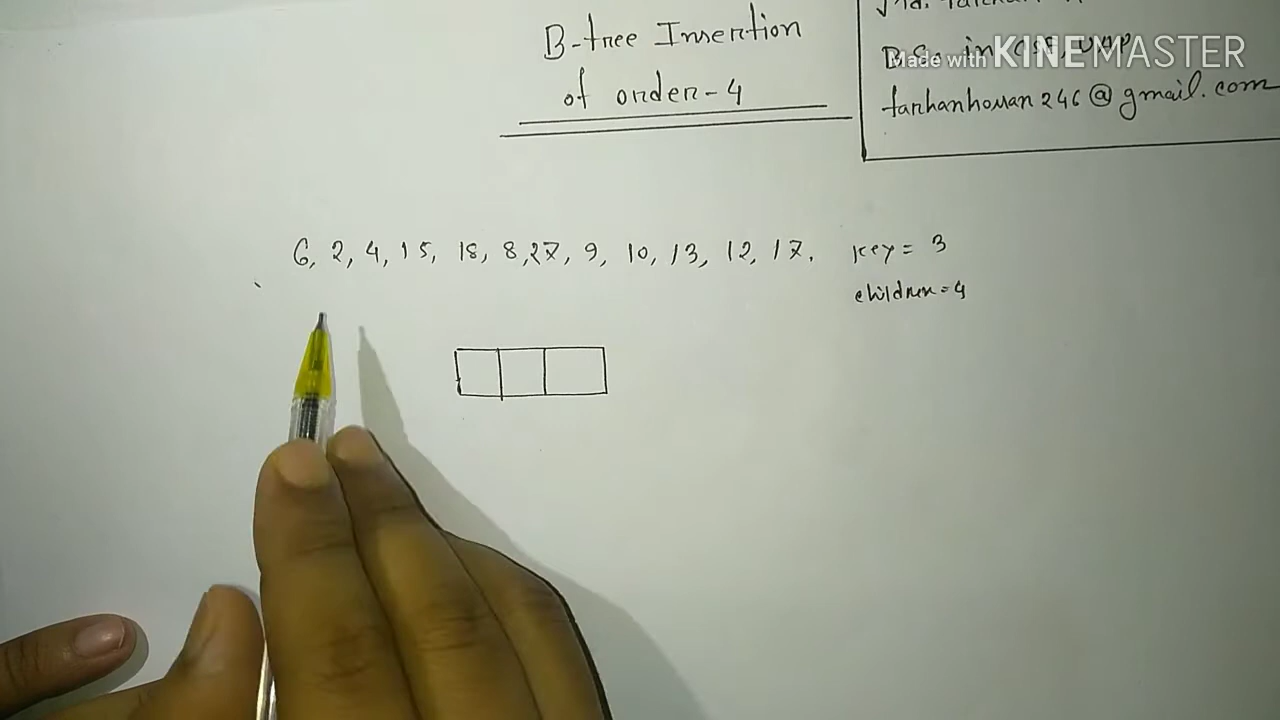 B-tree Insertion
of order-4
Made with KINEMASTER
farhanhossan246@gmail.com
6, 2, 4, 15, 18, 8, 27, 9, 10, 13, 12, 17.
key = 3
children = 4